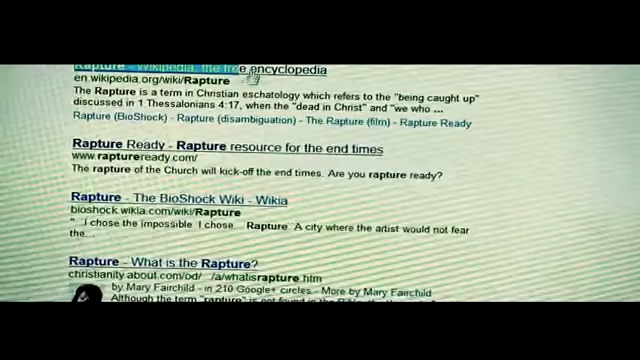 Rapture - Wikipedia, the free encyclopedia
en.wikipedia.org/wiki/Rapture
The Rapture is a term in Christian eschatology which refers to the "being caught up"
discussed in 1 Thessalonians 4:17, when the "dead in Christ" and "we who ...
Rapture (BioShock) - Rapture (disambiguation) - The Rapture (film) - Rapture Ready
Rapture Ready - Rapture resource for the end times
www.raptureready.com/
The rapture of the Church will kick-off the end times. Are you rapture ready?
Rapture - The BioShock Wiki - Wikia
bioshock.wikia.com/wiki/Rapture
"...I chose the impossible. I chose... Rapture. A city where the artist would not fear
the...
Rapture - What is the Rapture?
christianity.about.com/od/.../a/whatisrapture.htm
by Mary Fairchild - in 210 Google+ circles - More by Mary Fairchild
Although the term "rapture" is not found in the